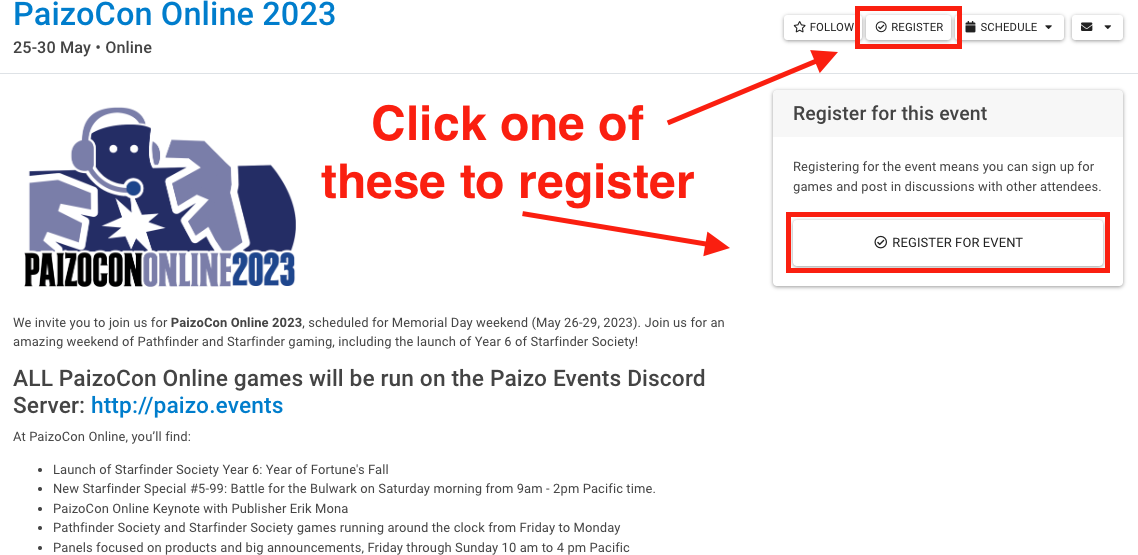 PaizoCon Online 2023
25-30 May • Online
FOLLOW
REGISTER
SCHEDULE
Click one of
these to register
Register for this event
Registering for the event means you can sign up for
games and post in discussions with other attendees.
REGISTER FOR EVENT
PAIZOCONONLINE2023
We invite you to join us for PaizoCon Online 2023, scheduled for Memorial Day weekend (May 26-29, 2023). Join us for an
amazing weekend of Pathfinder and Starfinder gaming, including the launch of Year 6 of Starfinder Society!
ALL PaizoCon Online games will be run on the Paizo Events Discord
Server: http://paizo.events
At PaizoCon Online, you’ll find:
• Launch of Starfinder Society Year 6: Year of Fortune's Fall
• New Starfinder Special #5-99: Battle for the Bulwark on Saturday morning from 9am - 2pm Pacific time.
• PaizoCon Online Keynote with Publisher Erik Mona
• Pathfinder Society and Starfinder Society games running around the clock from Friday to Monday
• Panels focused on products and big announcements, Friday through Sunday 10 am to 4 pm Pacific